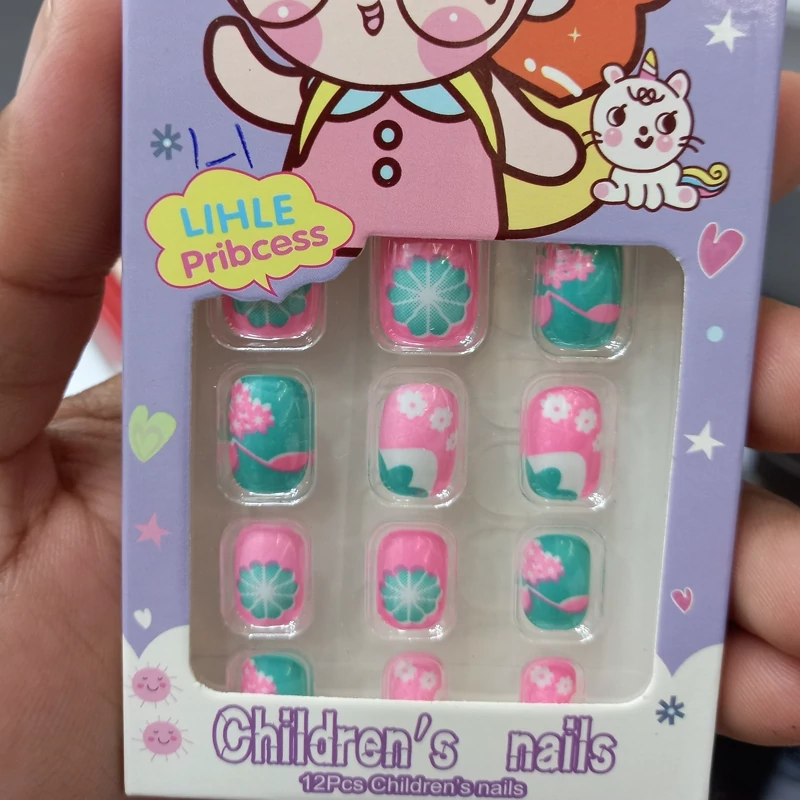 LIHLE
Pribcess
Children's nails
12Pcs Children's nails